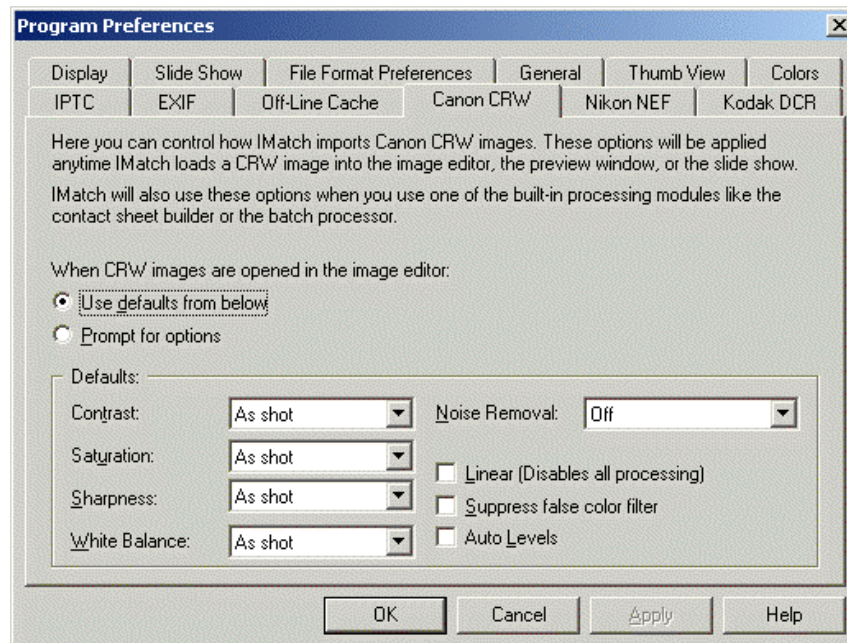 Program Preferences
Display Slide Show File Format Preferences General Thumb View Colors
IPTC EXIF Off-Line Cache Canon CRW Nikon NEF Kodak DCR
Here you can control how IMatch imports Canon CRW images. These options will be applied
anytime IMatch loads a CRW image into the image editor, the preview window, or the slide show.
IMatch will also use these options when you use one of the built-in processing modules like the
contact sheet builder or the batch processor.
When CRW images are opened in the image editor:
Use defaults from below
Prompt for options
Defaults:
Contrast: As shot Noise Removal: Off
Saturation: As shot
Linear (Disables all processing)
Sharpness: As shot
Suppress false color filter
White Balance: As shot Auto Levels
OK Cancel Apply Help